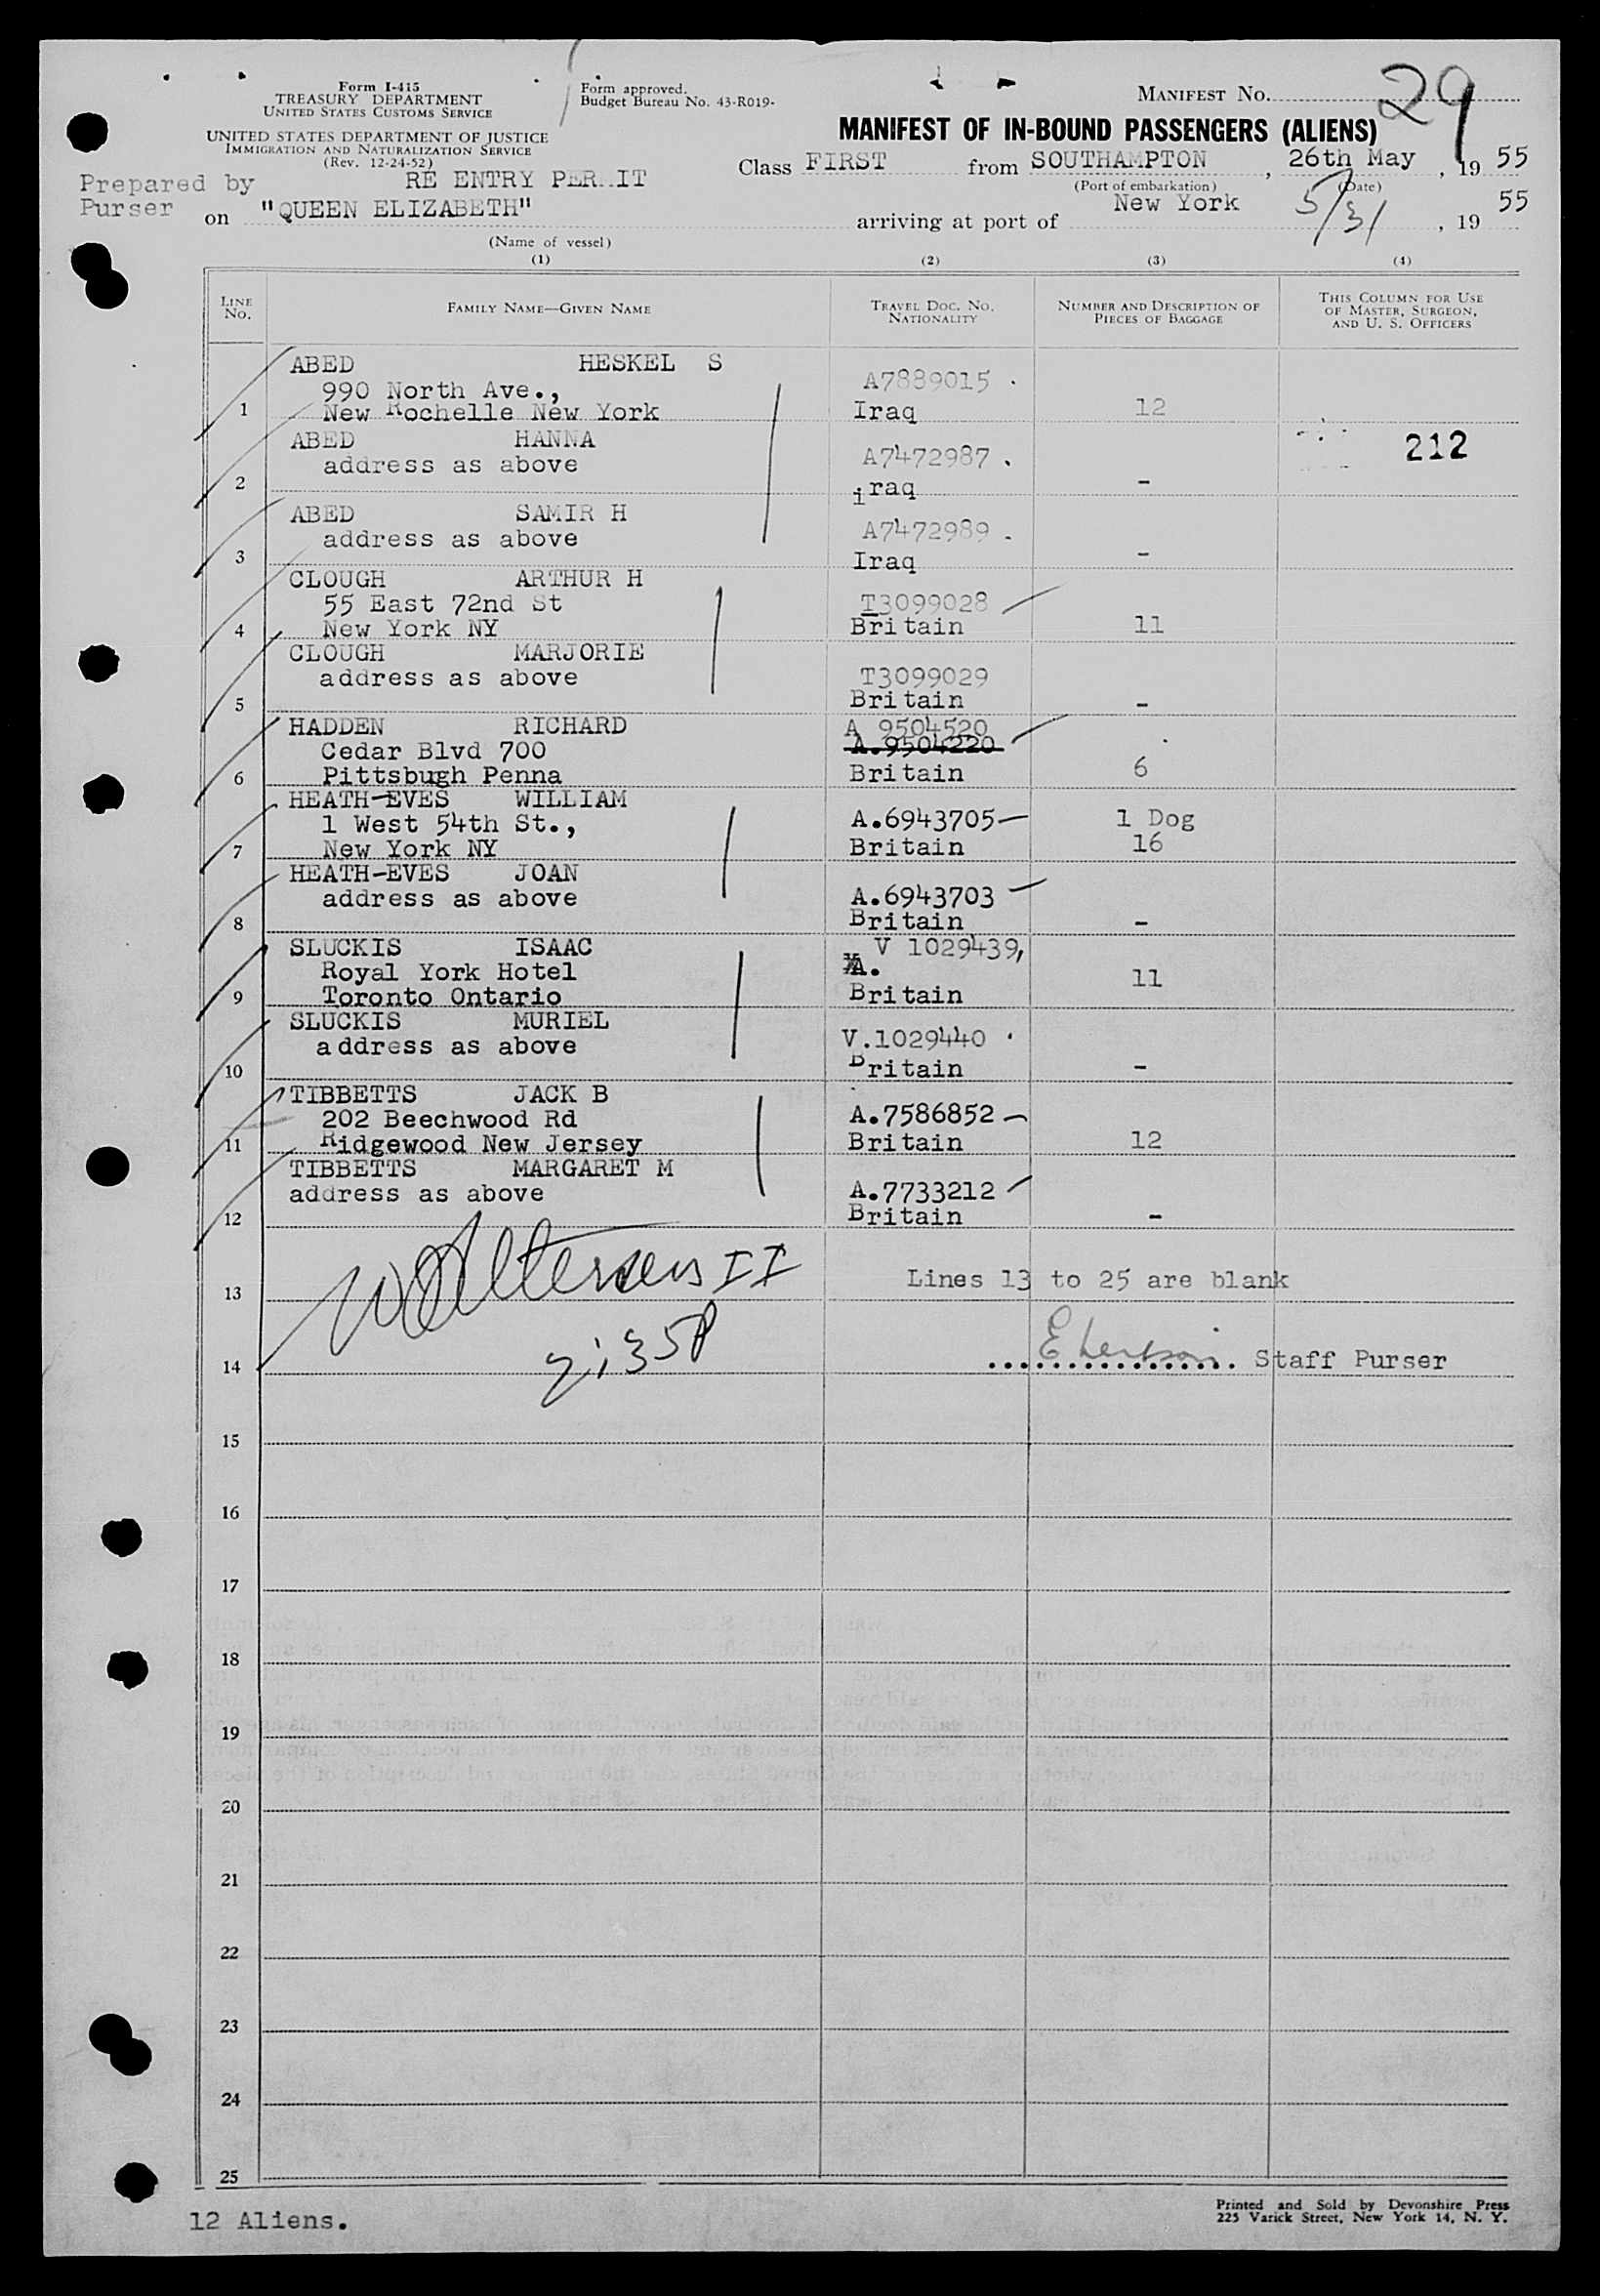 Form I-415
TREASURY DEPARTMENT
UNITED STATES CUSTOMS SERVICE
UNITED STATES DEPARTMENT OF JUSTICE
IMMIGRATION AND NATURALIZATION SERVICE
(Rev. 12-24-52)
Form approved.
Budget Bureau No. 43-R019-
MANIFEST NO. 29
MANIFEST OF IN-BOUND PASSENGERS (ALIENS)
Class FIRST from SOUTHAMPTON, 26th May, 19 55
(Port of embarkation) (Date)
Prepared by RE ENTRY PER IT
Purser on "QUEEN ELIZABETH" arriving at port of New York 5/31, 19 55
(Name of vessel)
(1) (2) (3) (4)
LINE NO. FAMILY NAME—GIVEN NAME TRAVEL DOC. NO. NATIONALITY NUMBER AND DESCRIPTION OF PIECES OF BAGGAGE THIS COLUMN FOR USE OF MASTER, SURGEON, AND U. S. OFFICERS
ABED HESKEL S
990 North Ave., A7889015 .
1 New Rochelle New York Iraq 12
ABED HANNA 212
address as above A7472987 .
2 iraq -
ABED SAMIR H
address as above A7472989 .
3 Iraq -
CLOUGH ARTHUR H
55 East 72nd St T3099028
4 New York NY Britain 11
CLOUGH MARJORIE
address as above T3099029
5 Britain -
HADDEN RICHARD A 9504520
Cedar Blvd 700 A.9504220
6 Pittsbugh Penna Britain 6
HEATH-EVES WILLIAM
1 West 54th St., A.6943705 1 Dog
7 New York NY Britain 16
HEATH-EVES JOAN
address as above A.6943703
8 Britain -
SLUCKIS ISAAC V 1029439,
Royal York Hotel A. 11
9 Toronto Ontario Britain
SLUCKIS MURIEL
address as above V.1029440 .
10 Britain -
TIBBETTS JACK B
202 Beechwood Rd A.7586852
11 Ridgewood New Jersey Britain 12
TIBBETTS MARGARET M
address as above A.7733212
12 Britain -
II
13 Lines 13 to 25 are blank
14 Staff Purser
15
16
17
18
19
20
21
22
23
24
25
12 Aliens.
Printed and Sold by Devonshire Press
225 Varick Street, New York 14, N. Y.